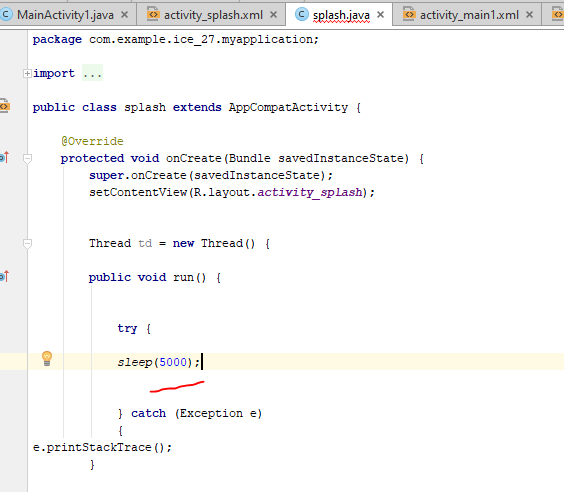 MainActivity1.java × activity_splash.xml × splash.java × activity_main1.xml ×
package com.example.ice_27.myapplication;
import ...
public class splash extends AppCompatActivity {
@Override
protected void onCreate(Bundle savedInstanceState) {
super.onCreate(savedInstanceState);
setContentView(R.layout.activity_splash);
Thread td = new Thread() {
public void run() {
try {
sleep(5000);
} catch (Exception e)
{
e.printStackTrace();
}